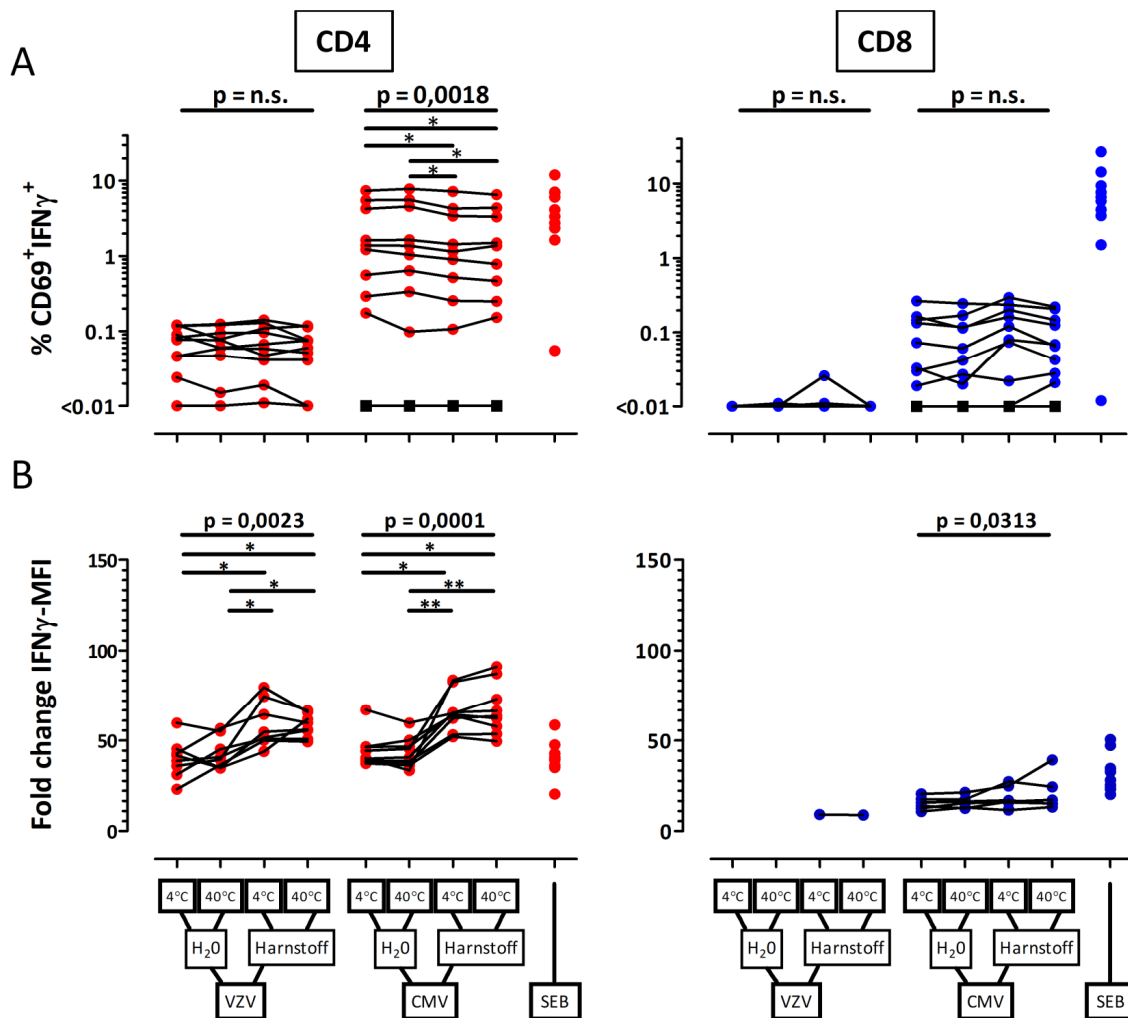 CD4
CD8
A
p = n.s.
p = 0,0018
p = n.s.
p = n.s.
*
*
*
*
% CD69+IFNγ+
10
1
0.1
<0.01
10
1
0.1
<0.01
B
p = 0,0023
p = 0,0001
p = 0,0313
*
*
*
*
*
*
**
**
Fold change IFNγ-MFI
150
100
50
0
150
100
50
0
4°C 40°C 4°C 40°C 4°C 40°C 4°C 40°C
4°C 40°C 4°C 40°C 4°C 40°C 4°C 40°C
H₂0 Harnstoff H₂0 Harnstoff
H₂0 Harnstoff H₂0 Harnstoff
VZV CMV SEB
VZV CMV SEB